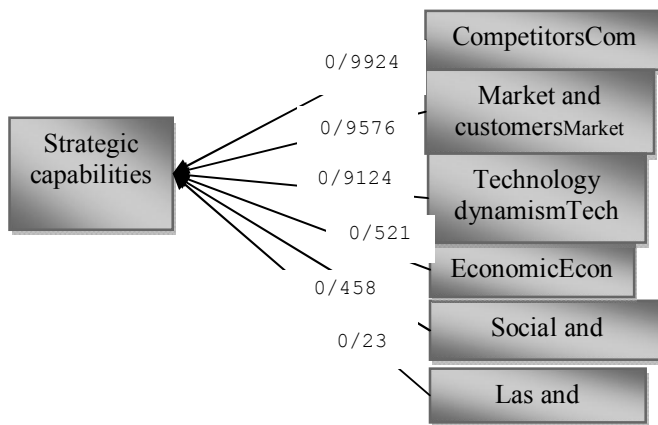 CompetitorsCom
0/9924
Market and
customersMarket
0/9576
Strategic
capabilities
0/9124
Technology
dynamismTech
0/521
EconomicEcon
0/458
Social and
0/23
Las and